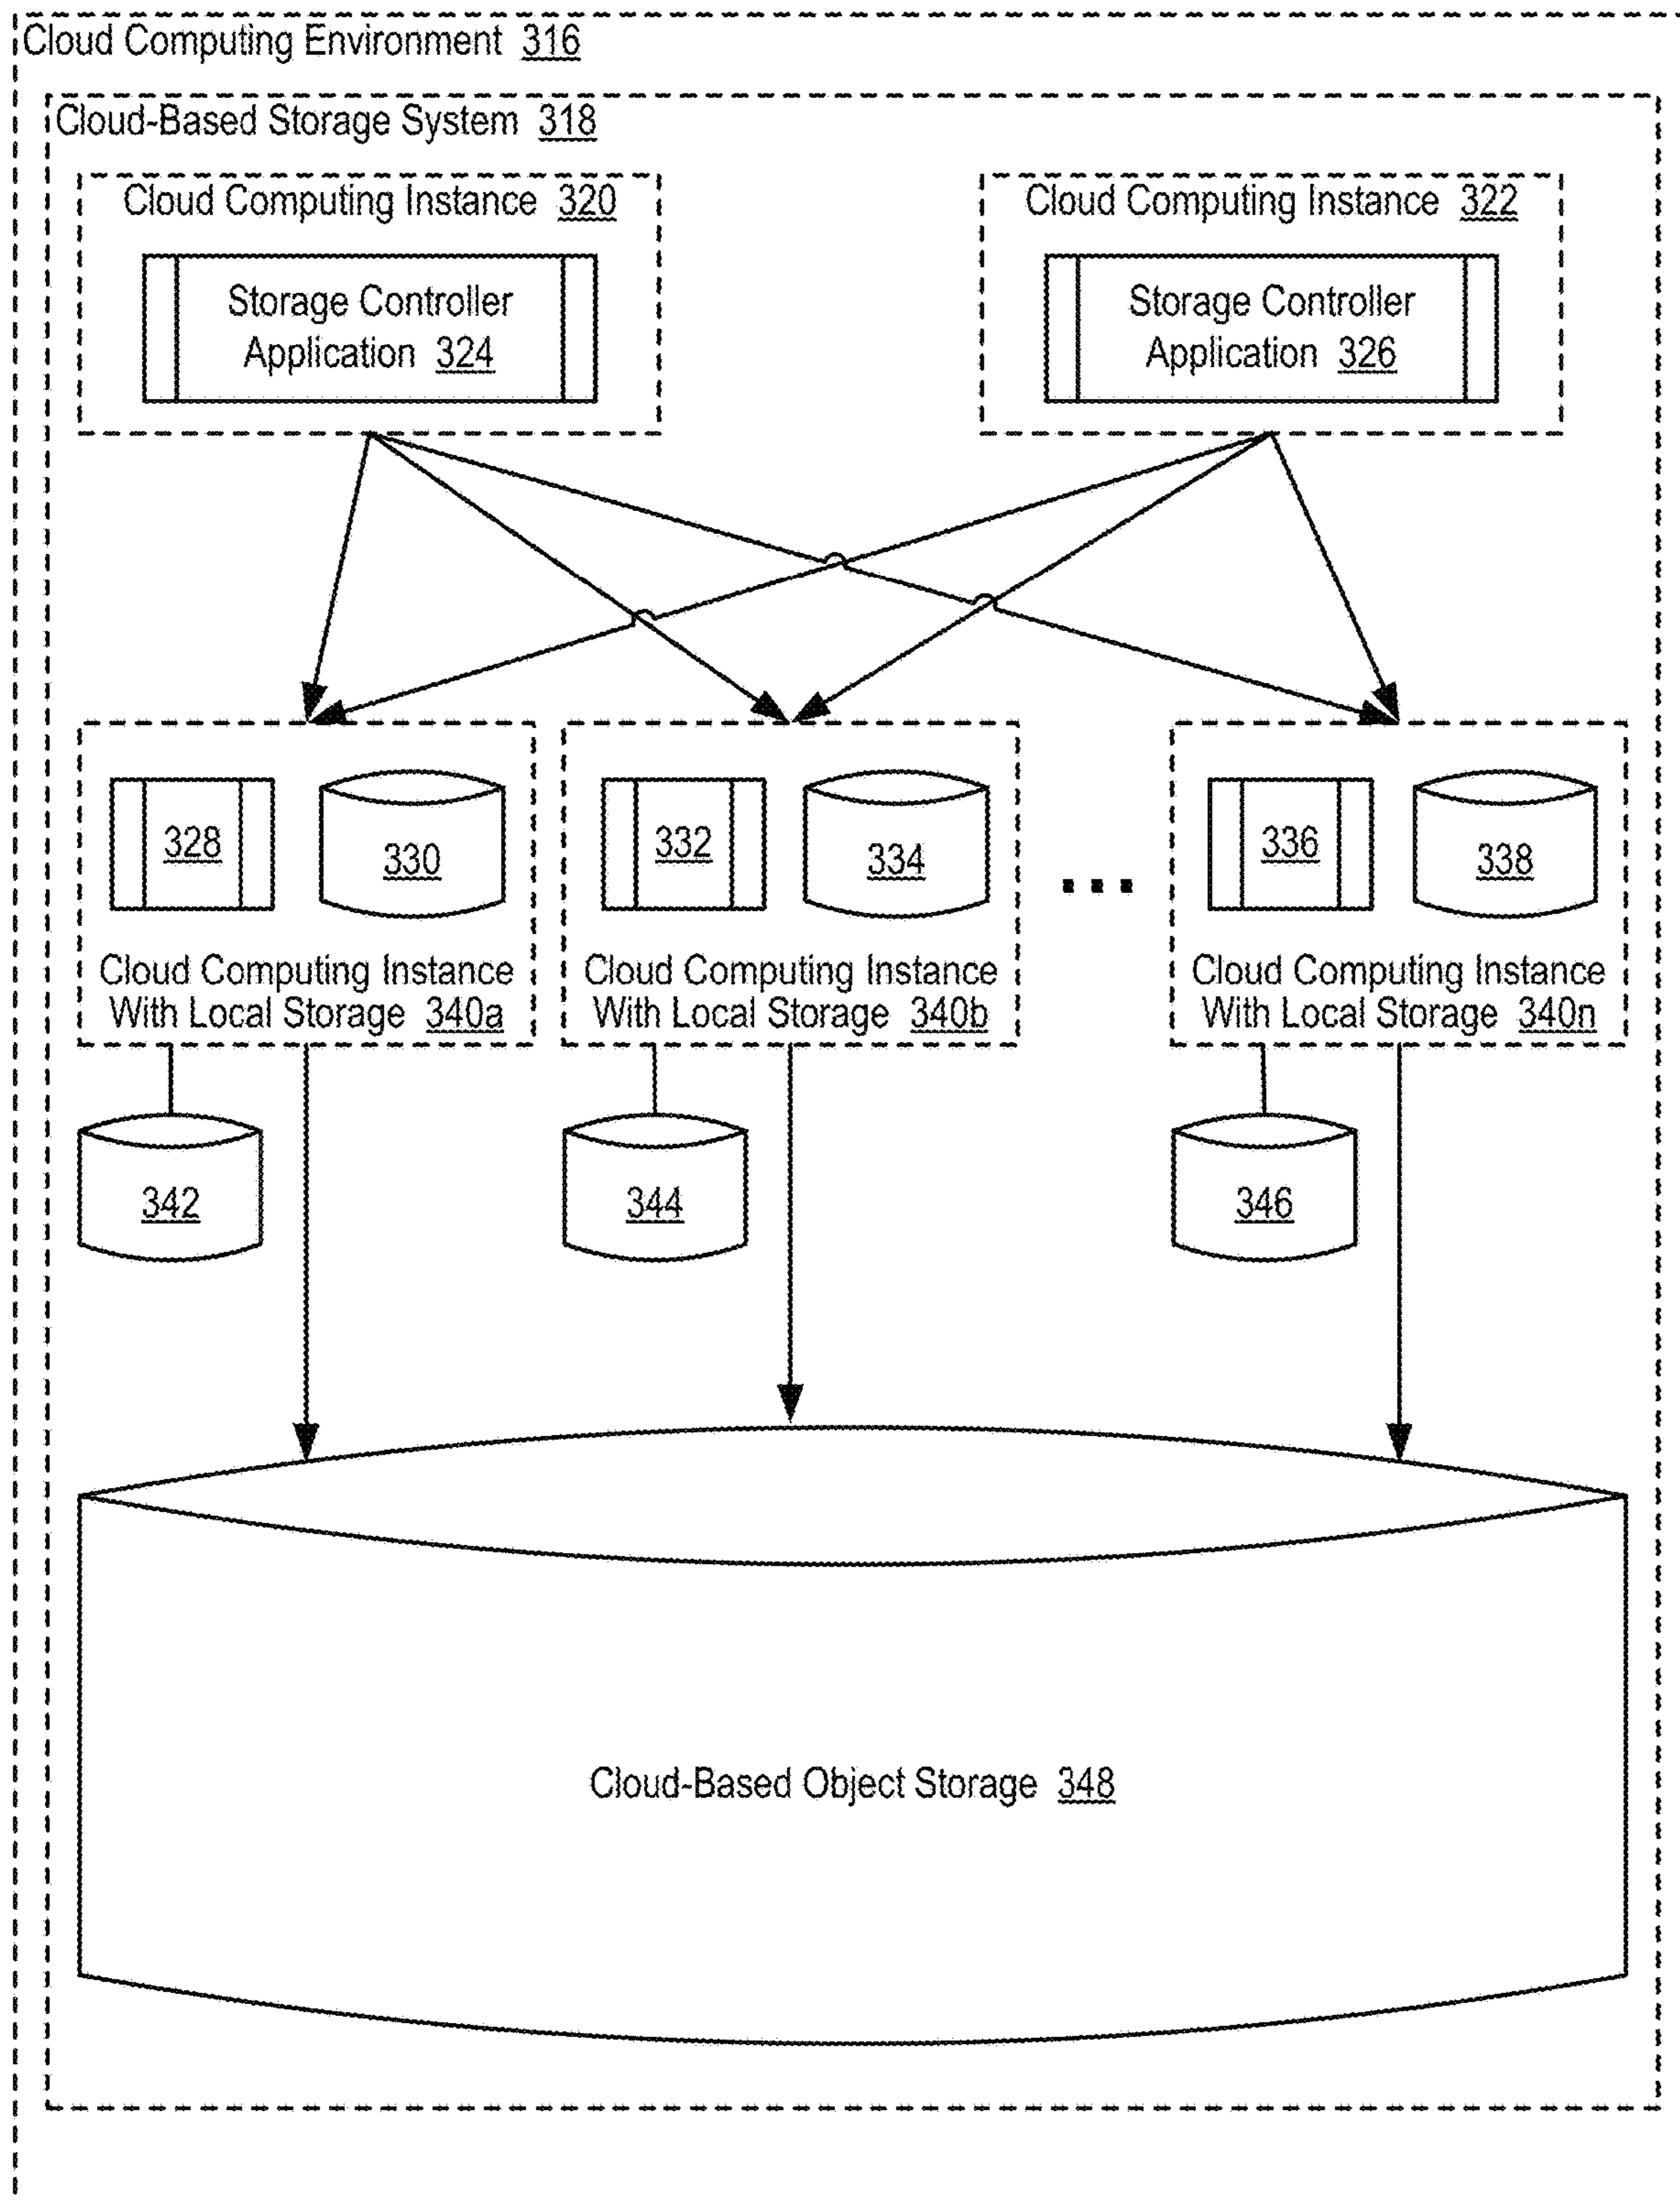 Cloud Computing Environment 316
Cloud-Based Storage System 318
Cloud Computing Instance 320
Storage Controller
Application 324
Cloud Computing Instance 322
Storage Controller
Application 326
328
330
Cloud Computing Instance
With Local Storage 340a
332
334
Cloud Computing Instance
With Local Storage 340b
...
336
338
Cloud Computing Instance
With Local Storage 340n
342
344
346
Cloud-Based Object Storage 348